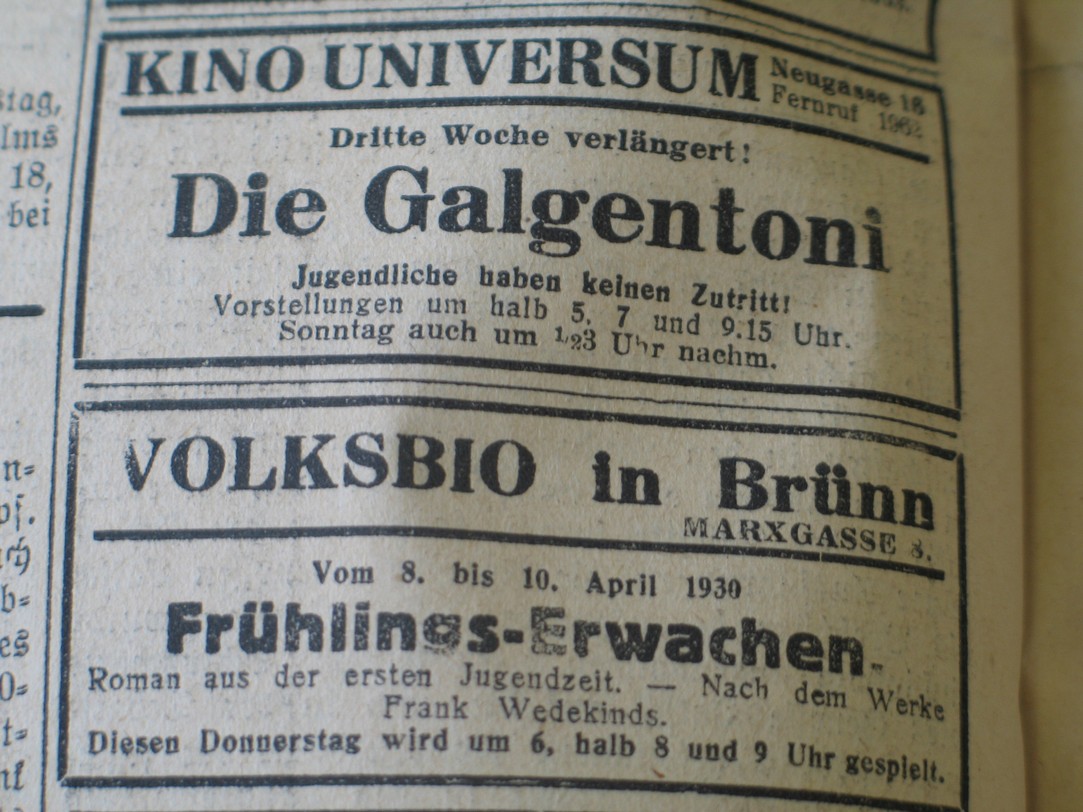 KINO UNIVERSUM
Neugasse 18
Fernruf 1962
Dritte Woche verlängert!
Die Galgentoni
Jugendliche haben keinen Zutritt!
Vorstellungen um halb 5, 7 und 9.15 Uhr.
Sonntag auch um 1/23 Uhr nachm.
VOLKSBIO in Brünn
MARXGASSE
Vom 8. bis 10. April 1930
Frühlings-Erwachen.
Roman aus der ersten Jugendzeit. — Nach dem Werke
Frank Wedekinds.
Diesen Donnerstag wird um 6, halb 8 und 9 Uhr gespielt.
18,
bei